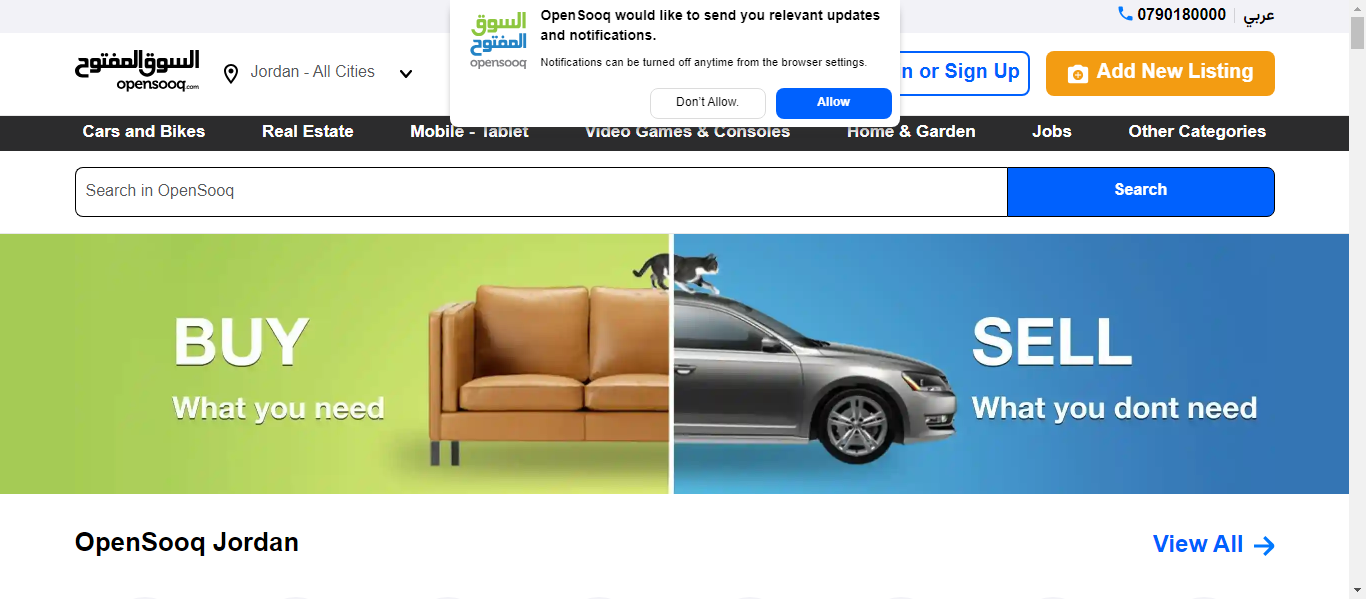 OpenSooq would like to send you relevant updates
and notifications.
Notifications can be turned off anytime from the browser settings.
Don't Allow.
Allow
السوق
المفتوح
opensooq
0790180000
عربي
السوق المفتوح
opensooq.com
Jordan - All Cities
n or Sign Up
Add New Listing
Cars and Bikes
Real Estate
Mobile - Tablet
Video Games & Consoles
Home & Garden
Jobs
Other Categories
Search in OpenSooq
Search
BUY
What you need
SELL
What you dont need
OpenSooq Jordan
View All